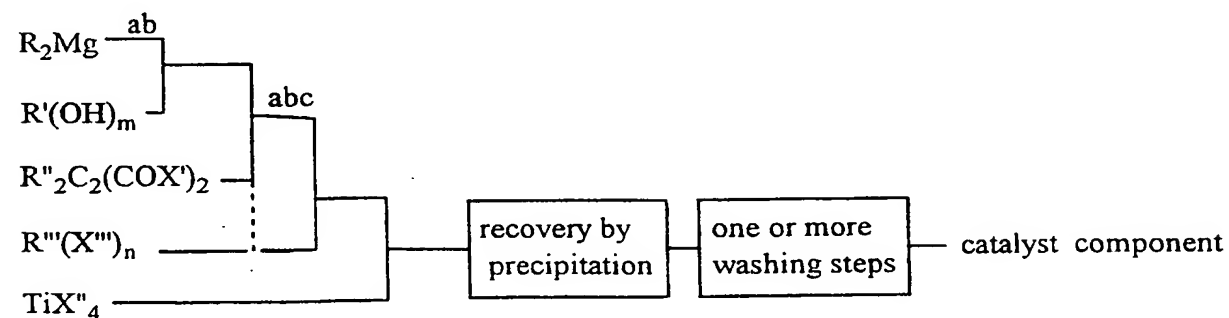 ab
R₂Mg
R'(OH)ₘ
abc
R"₂C₂(COX')₂
R'''(X''')ₙ
TiX"₄
recovery by
precipitation
one or more
washing steps
catalyst component